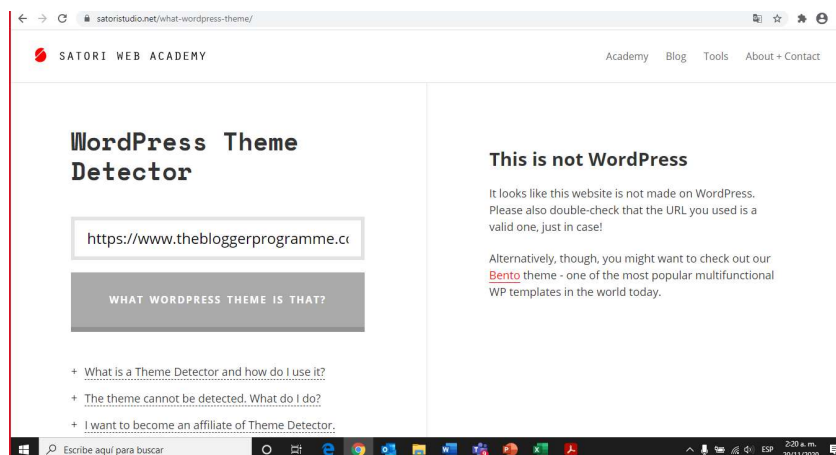 satoristudio.net/what-wordpress-theme/
SATORI WEB ACADEMY
Academy Blog Tools About + Contact
WordPress Theme
Detector
https://www.thebloggerprogramme.co
WHAT WORDPRESS THEME IS THAT?
+ What is a Theme Detector and how do I use it?
+ The theme cannot be detected. What do I do?
+ I want to become an affiliate of Theme Detector.
This is not WordPress
It looks like this website is not made on WordPress.
Please also double-check that the URL you used is a
valid one, just in case!
Alternatively, though, you might want to check out our
Bento theme - one of the most popular multifunctional
WP templates in the world today.
Escribe aquí para buscar
ESP
2:20 a. m.
20/11/2020